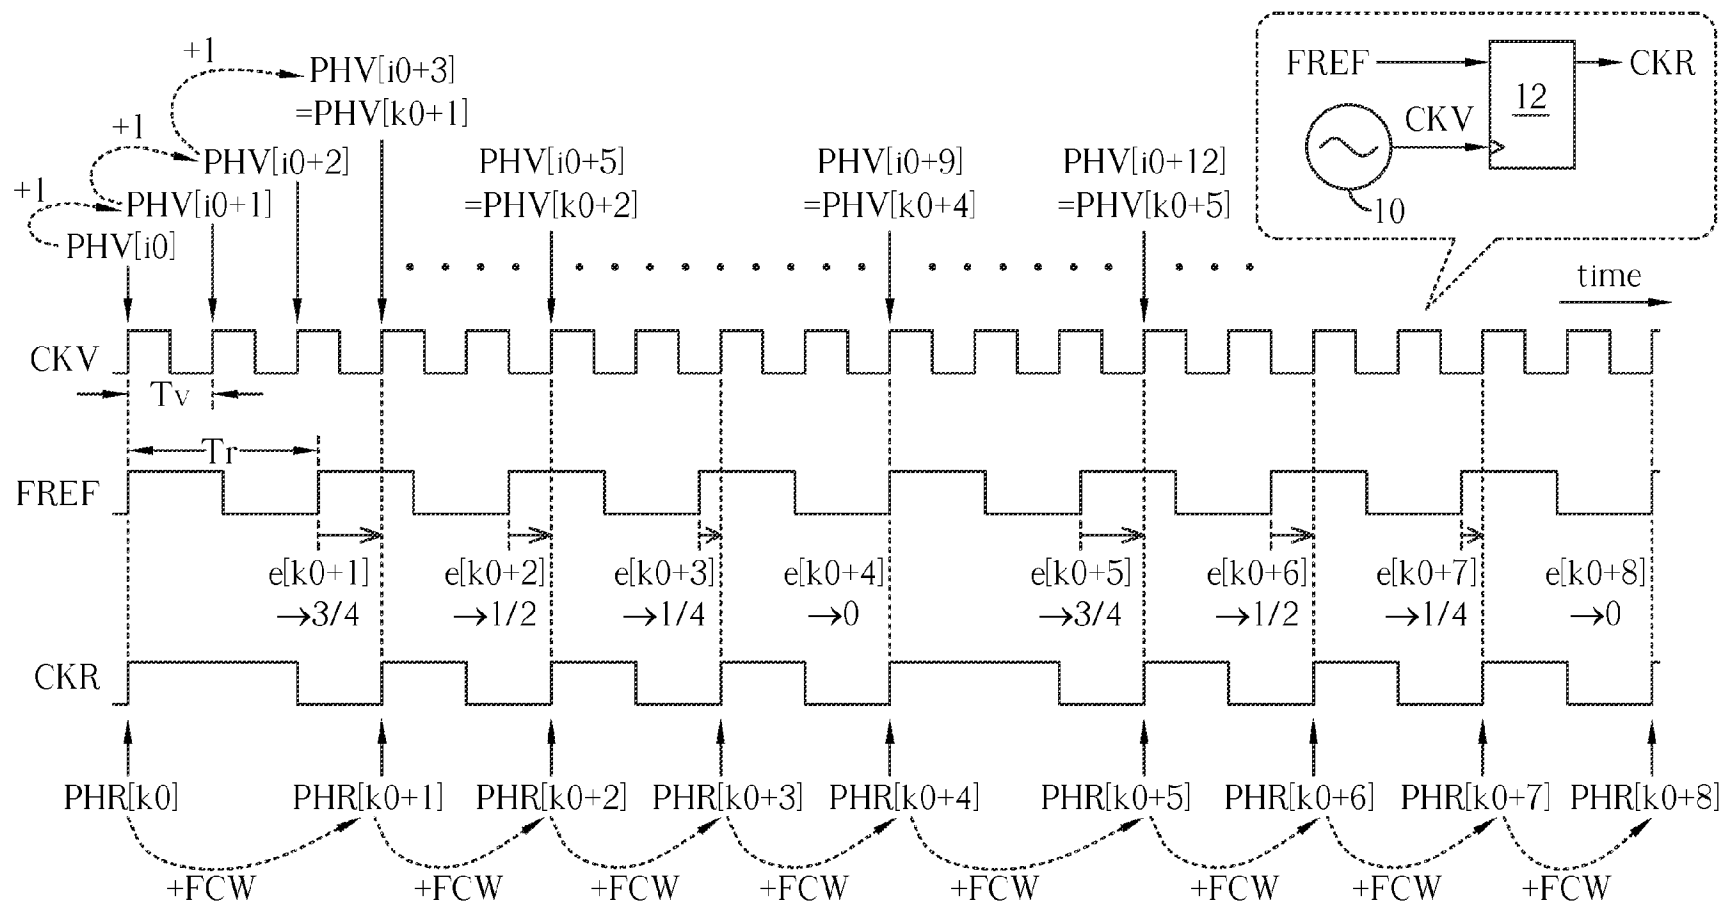 +1
PHV[i0+3]
=PHV[k0+1]
+1
PHV[i0+2]
+1
PHV[i0+1]
PHV[i0]
PHV[i0+5]
=PHV[k0+2]
PHV[i0+9]
=PHV[k0+4]
PHV[i0+12]
=PHV[k0+5]
FREF
12
CKR
CKV
10
time
CKV
Tv
Tr
FREF
e[k0+1] e[k0+2] e[k0+3] e[k0+4] e[k0+5] e[k0+6] e[k0+7] e[k0+8]
→3/4 →1/2 →1/4 →0 →3/4 →1/2 →1/4 →0
CKR
PHR[k0] PHR[k0+1] PHR[k0+2] PHR[k0+3] PHR[k0+4] PHR[k0+5] PHR[k0+6] PHR[k0+7] PHR[k0+8]
+FCW +FCW +FCW +FCW +FCW +FCW +FCW +FCW